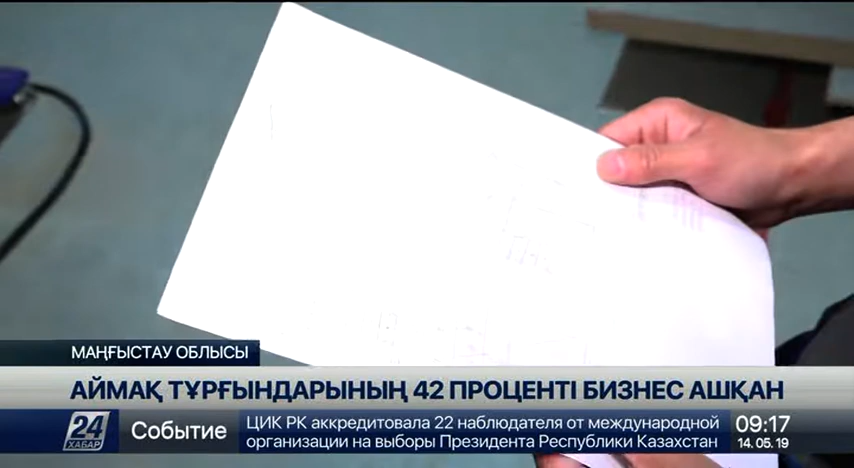 МАҢҒЫСТАУ ОБЛЫСЫ
АЙМАҚ ТҰРҒЫНДАРЫНЫҢ 42 ПРОЦЕНТІ БИЗНЕС АШҚАН
24
ХАБАР
Событие
ЦИК РК аккредитовала 22 наблюдателя от международной
организации на выборы Президента Республики Казахстан
09:17
14.05.19